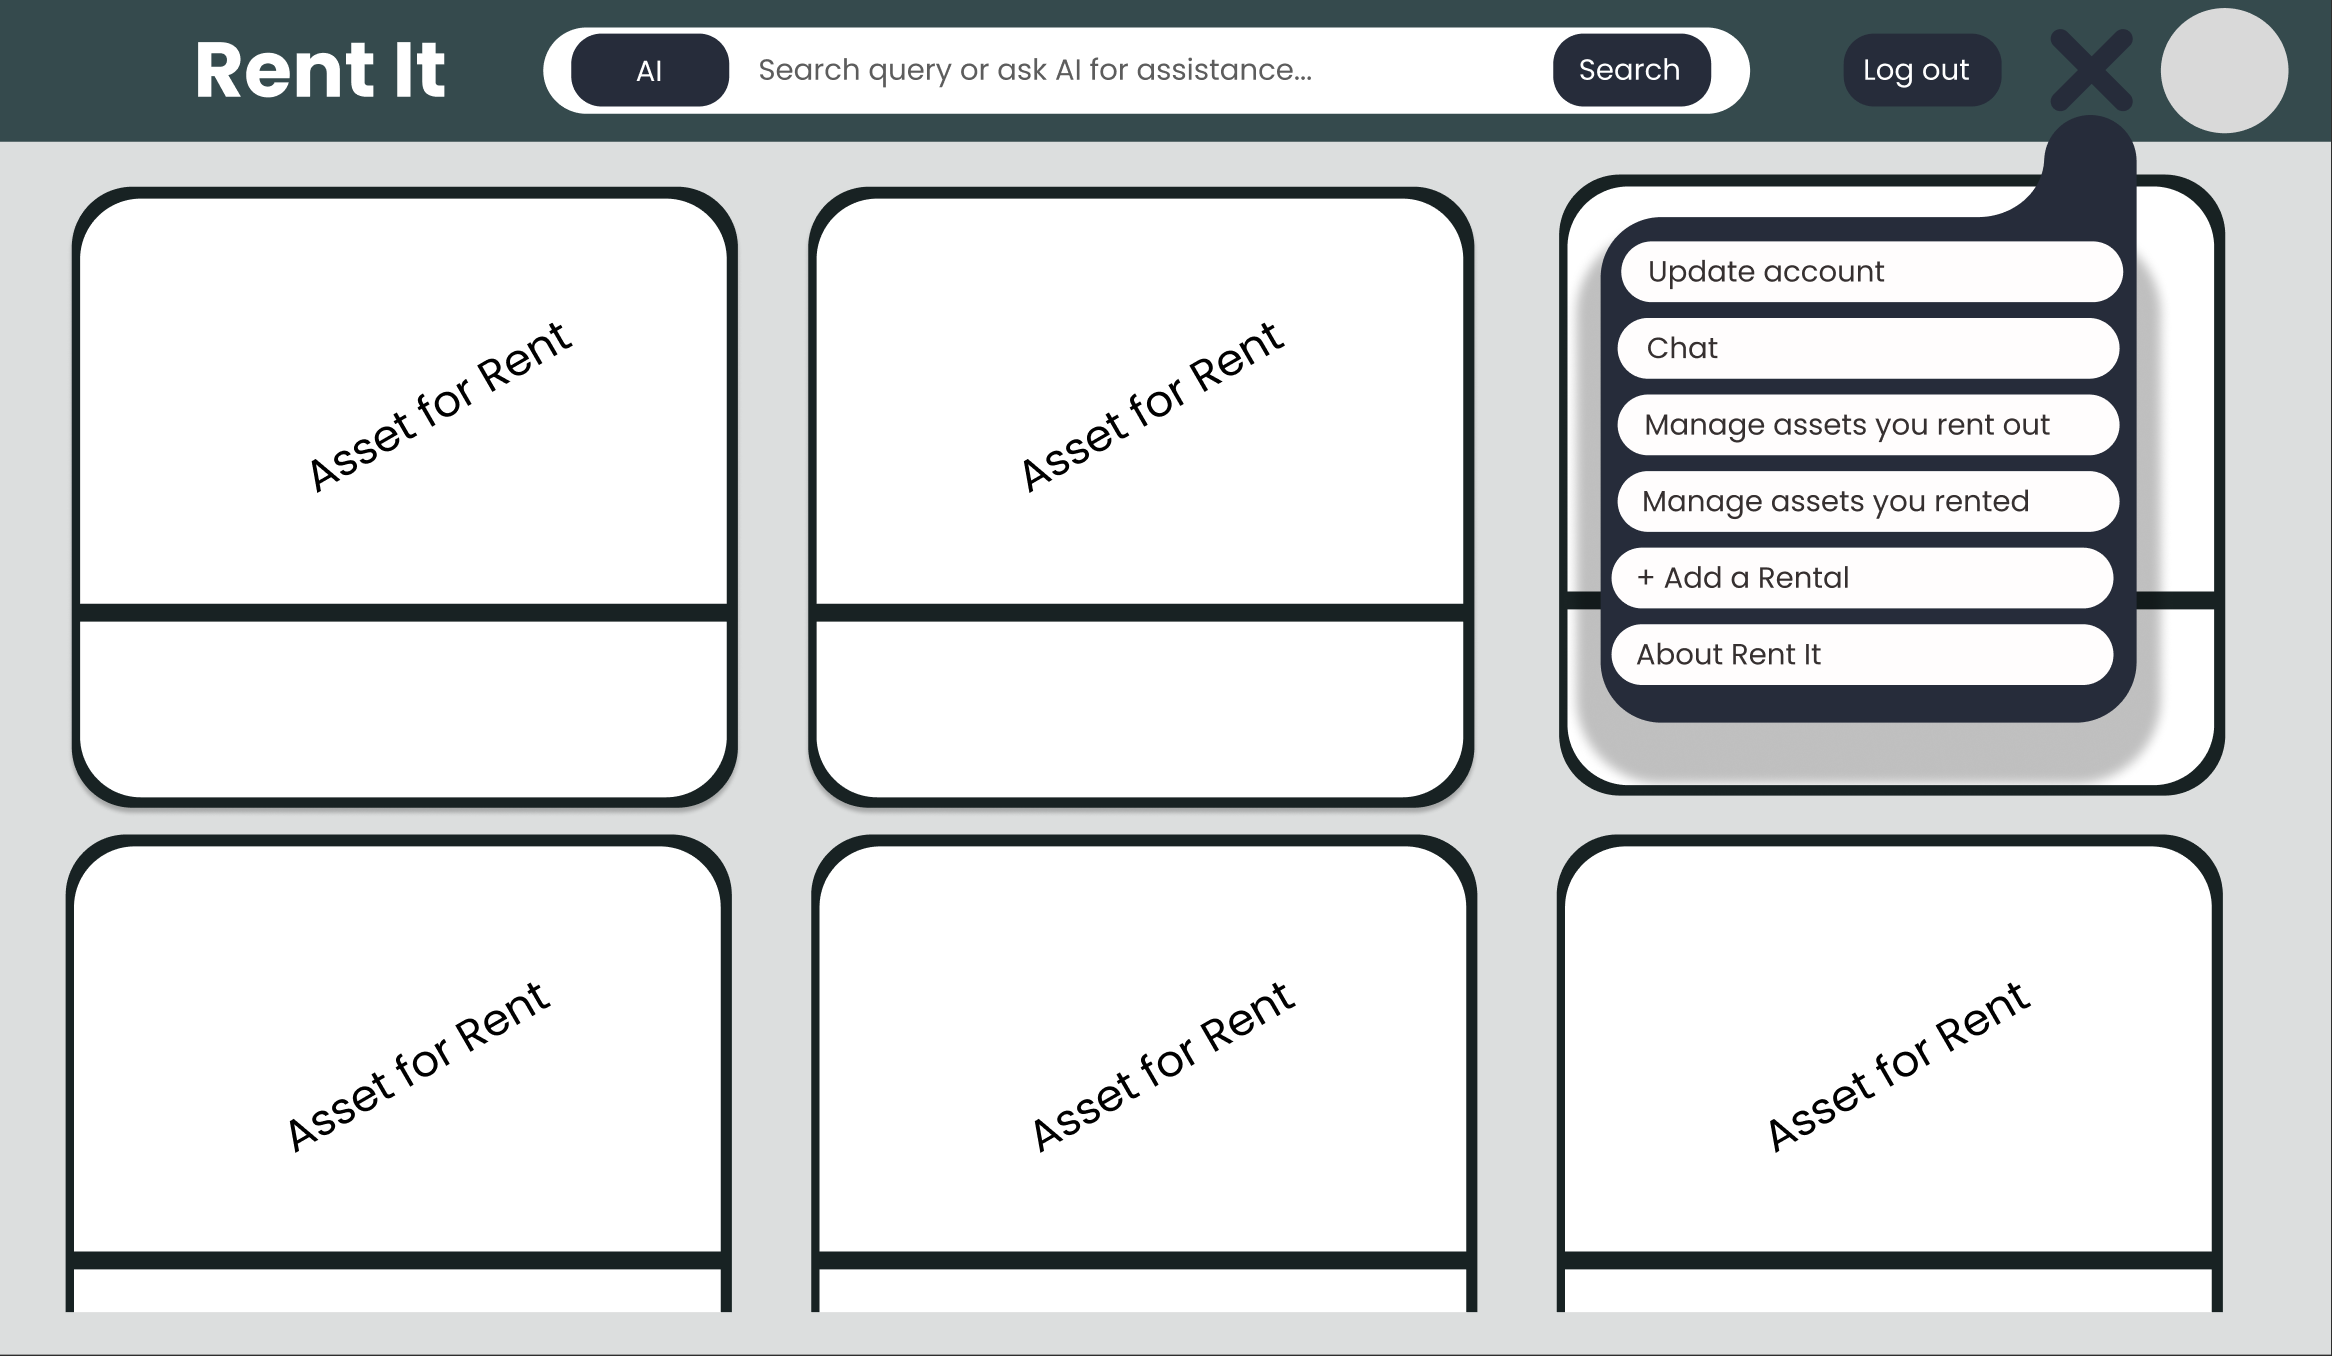 Rent It
AI
Search query or ask AI for assistance...
Search
Log out
Update account
Chat
Manage assets you rent out
Manage assets you rented
+ Add a Rental
About Rent It
Asset for Rent
Asset for Rent
Asset for Rent
Asset for Rent
Asset for Rent